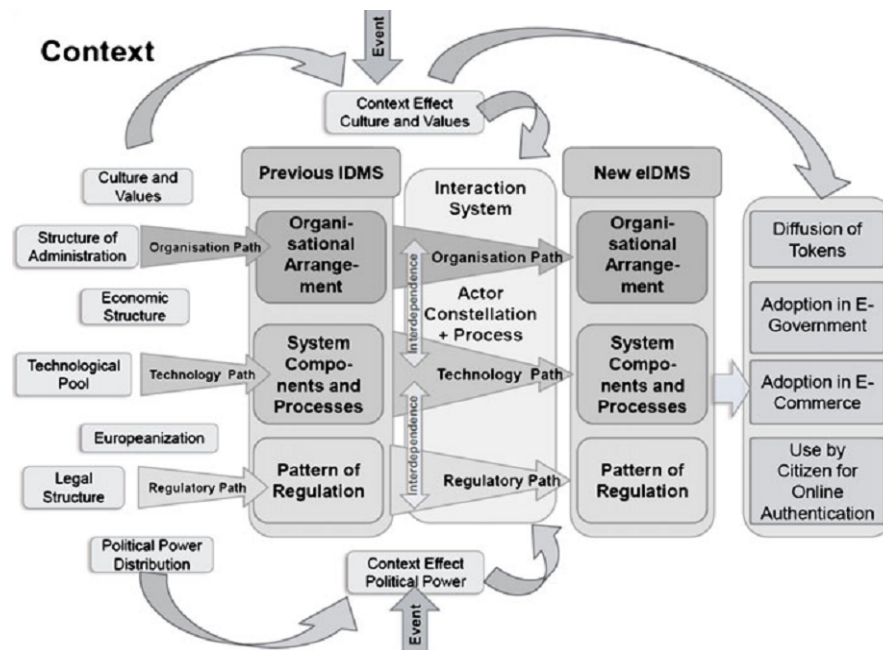 Context
Event
Context Effect
Culture and Values
Culture and
Values
Previous IDMS
Interaction
System
New eIDMS
Structure of
Administration
Organisation Path
Organi-
sational
Arrange-
ment
Organisation Path
Organi-
sational
Arrange-
ment
Diffusion of
Tokens
Economic
Structure
Interdependence
Actor
Constellation
+ Process
Adoption in E-
Government
Technological
Pool
Technology Path
System
Compo-
nents and
Processes
Technology Path
System
Compo-
nents and
Processes
Adoption in E-
Commerce
Europeanization
Interdependence
Legal
Structure
Regulatory Path
Pattern of
Regulation
Regulatory Path
Pattern of
Regulation
Use by
Citizen for
Online
Authentication
Political Power
Distribution
Context Effect
Political Power
Event